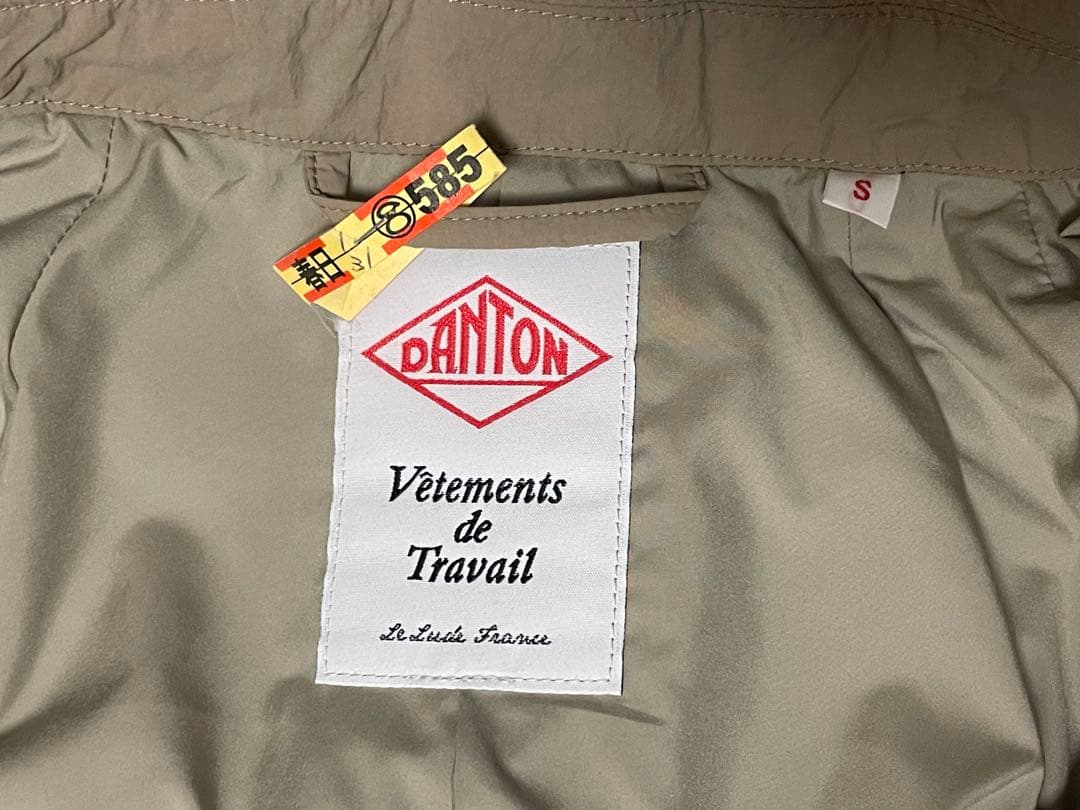 585
S
DANTON
Vêtements
de
Travail
Le Lude France